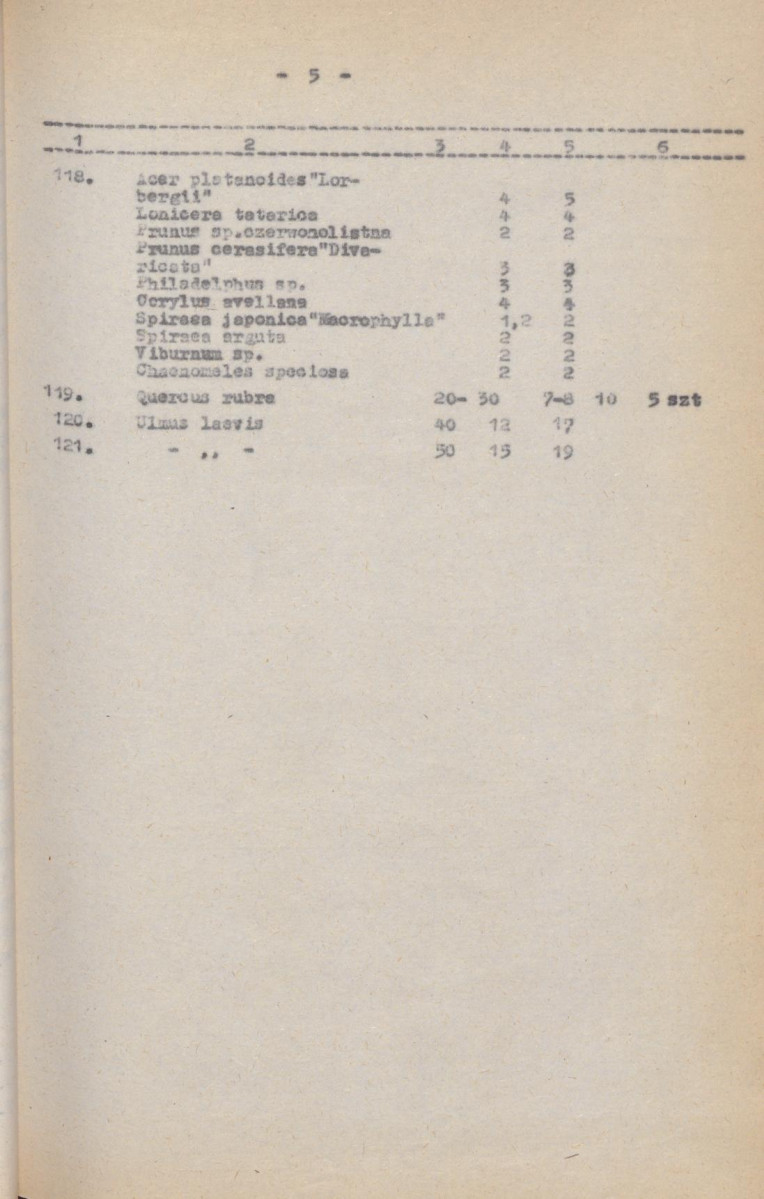 - 5 -
1 2 3 4 5 6
118. Acer platanoides "Lor-
bergii" 4 5
Lonicera tatarica 4 4
Prunus sp.czerwonolistna 2 2
Prunus cerasifera"Diva-
ricata" 3 3
Philadelphus sp. 3 3
Corylus avellana 4 4
Spiraea japonica"Macrophylla" 1,2 2
Spiraea arguta 2 2
Viburnum sp. 2 2
Chaenomeles speciosa 2 2
119. Quercus rubra 20- 30 7-8 10 5 szt
120. Ulmus laevis 40 12 17
121. - ,, - 50 15 19